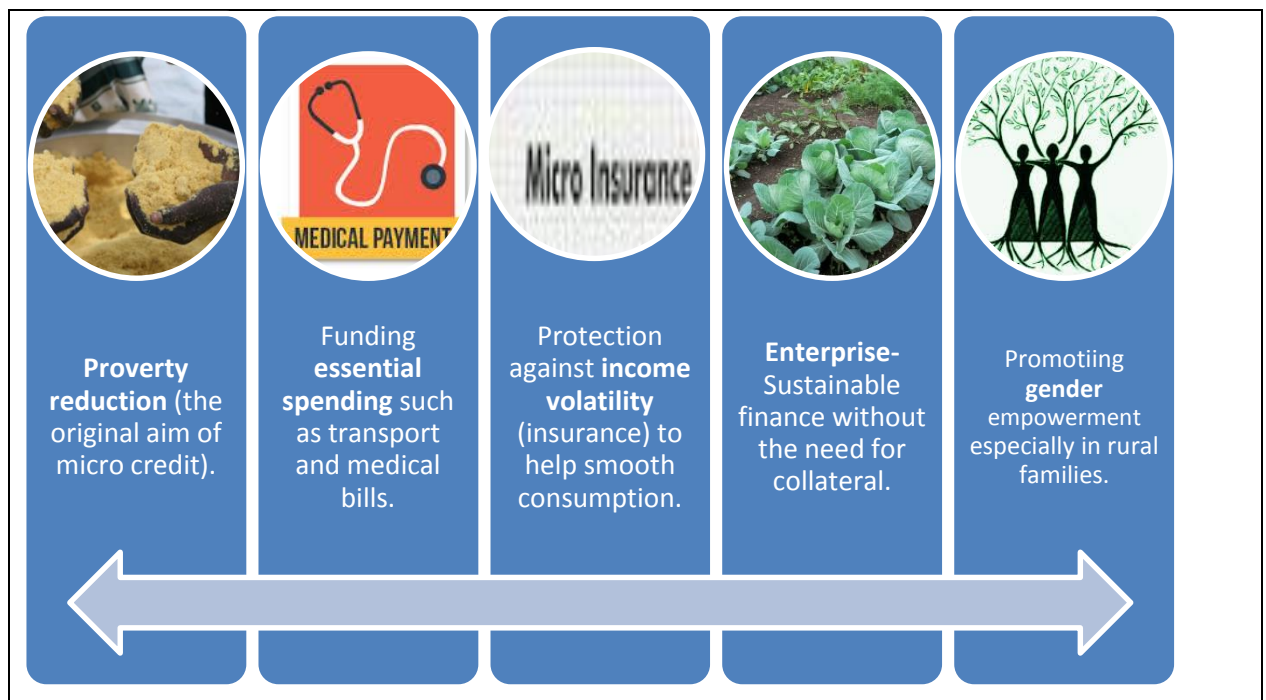 MEDICAL PAYMENT
Micro Insurance
Proverty
reduction (the
original aim of
micro credit).
Funding
essential
spending such
as transport
and medical
bills.
Protection
against income
volatility
(insurance) to
help smooth
consumption.
Enterprise-
Sustainable
finance without
the need for
collateral.
Promotiing
gender
empowerment
especially in rural
families.